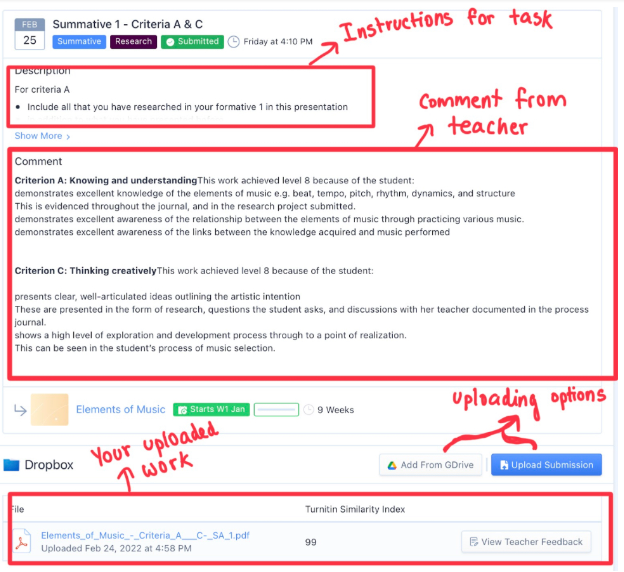 FEB
25
Summative 1 - Criteria A & C
Summative Research Submitted Friday at 4:10 PM
Instructions for task
Description
For criteria A
• Include all that you have researched in your formative 1 in this presentation
Show More >
Comment from
teacher
Comment
Criterion A: Knowing and understandingThis work achieved level 8 because of the student:
demonstrates excellent knowledge of the elements of music e.g. beat, tempo, pitch, rhythm, dynamics, and structure
This is evidenced throughout the journal, and in the research project submitted.
demonstrates excellent awareness of the relationship between the elements of music through practicing various music.
demonstrates excellent awareness of the links between the knowledge acquired and music performed
Criterion C: Thinking creativelyThis work achieved level 8 because of the student:
presents clear, well-articulated ideas outlining the artistic intention
These are presented in the form of research, questions the student asks, and discussions with her teacher documented in the process
journal.
shows a high level of exploration and development process through to a point of realization.
This can be seen in the student's process of music selection.
Elements of Music Starts W1 Jan 9 Weeks
uploading options
Your uploaded
work
Dropbox
Add From GDrive Upload Submission
File Turnitin Similarity Index
Elements_of_Music_-_Criteria_A___C-_SA_1.pdf
Uploaded Feb 24, 2022 at 4:58 PM
99
View Teacher Feedback